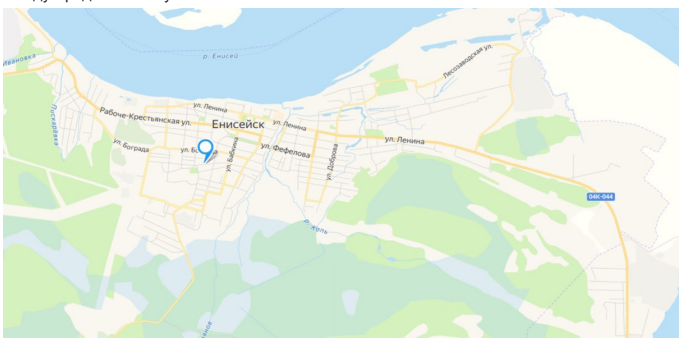 р. Енисей
Ивановка
Лесозаводская ул.
ул. Ленина
Рабоче-Крестьянская ул.
Енисейск
ул. Ленина
ул. Ленина
ул. Бограда
ул. Бабкина
ул. Фефелова
ул. Доброва
04К-044